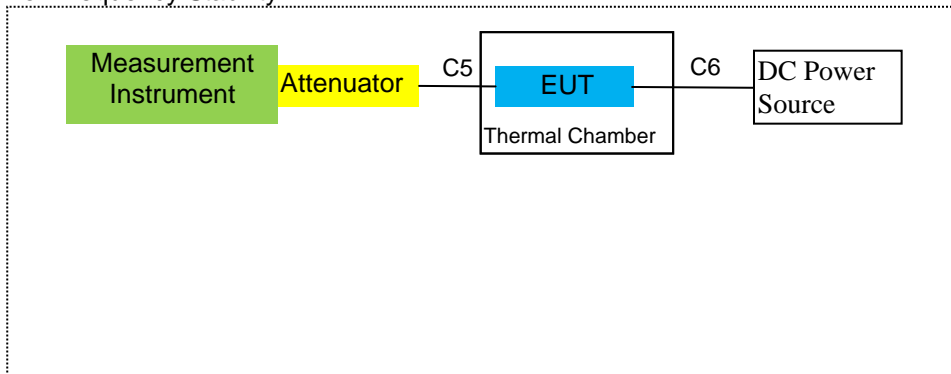 Measurement
Instrument
Attenuator
C5
EUT
Thermal Chamber
C6
DC Power
Source